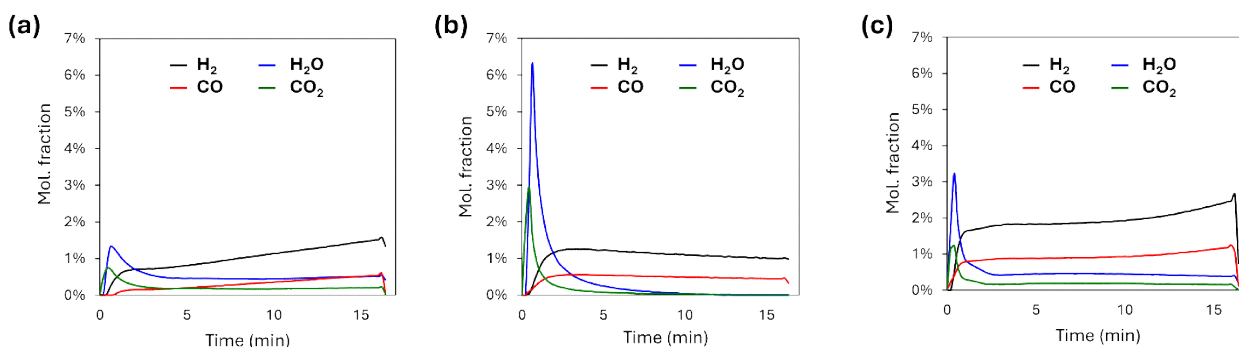 (a)
7%
6%
5%
4%
3%
2%
1%
0%
Mol. fraction
H₂
H₂O
CO
CO₂
0
5
10
15
Time (min)
(b)
7%
6%
5%
4%
3%
2%
1%
0%
Mol. fraction
H₂
H₂O
CO
CO₂
0
5
10
15
Time (min)
(c)
7%
6%
5%
4%
3%
2%
1%
0%
Mol. fraction
H₂
H₂O
CO
CO₂
0
5
10
15
Time (min)